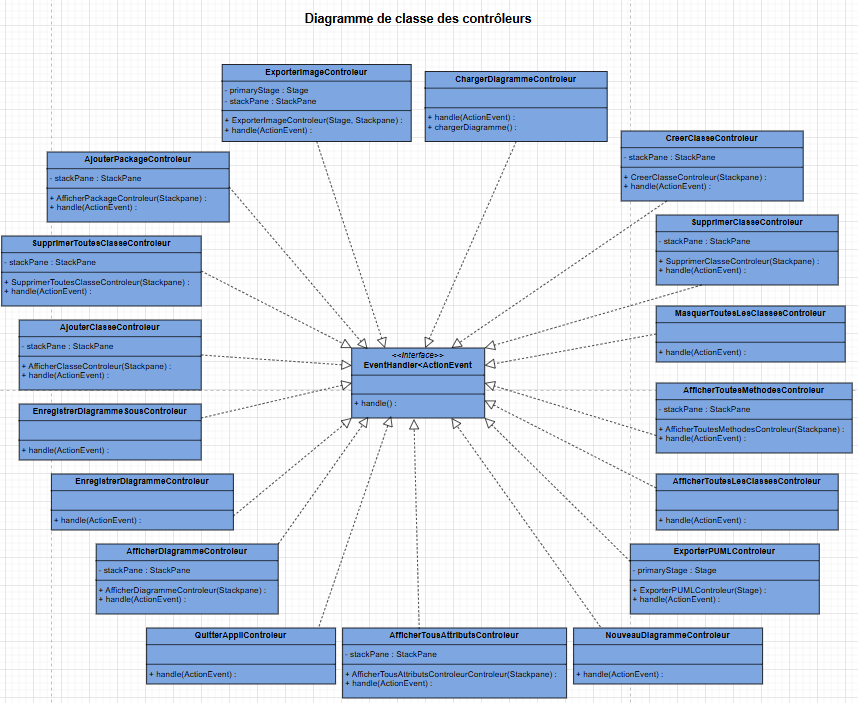 Diagramme de classe des contrôleurs
ExporterImageControleur
- primaryStage : Stage
- stackPane : StackPane
+ ExporterImageControleur(Stage, Stackpane) :
+ handle(ActionEvent) :
ChargerDiagrammeControleur
+ handle(ActionEvent) :
+ chargerDiagramme() :
CreerClasseControleur
- stackPane : StackPane
+ CreerClasseControleur(Stackpane) :
+ handle(ActionEvent) :
AjouterPackageControleur
- stackPane : StackPane
+ AfficherPackageControleur(Stackpane) :
+ handle(ActionEvent) :
SupprimerClasseControleur
- stackPane : StackPane
+ SupprimerClasseControleur(Stackpane) :
+ handle(ActionEvent) :
SupprimerToutesClasseControleur
- stackPane : StackPane
+ SupprimerToutesClasseControleur(Stackpane) :
+ handle(ActionEvent) :
MasquerToutesLesClassesControleur
+ handle(ActionEvent) :
AjouterClasseControleur
- stackPane : StackPane
+ AfficherClasseControleur(Stackpane) :
+ handle(ActionEvent) :
<<Interface>>
EventHandler<ActionEvent
+ handle() :
AfficherToutesMethodesControleur
- stackPane : StackPane
+ AfficherToutesMethodesControleur(Stackpane) :
+ handle(ActionEvent) :
EnregistrerDiagrammeSousControleur
+ handle(ActionEvent) :
EnregistrerDiagrammeControleur
+ handle(ActionEvent) :
AfficherToutesLesClassesControleur
+ handle(ActionEvent) :
AfficherDiagrammeControleur
- stackPane : StackPane
+ AfficherDiagrammeControleur(Stackpane) :
+ handle(ActionEvent) :
ExporterPUMLControleur
- primaryStage : Stage
+ ExporterPUMLControleur(Stage) :
+ handle(ActionEvent) :
QuitterAppliControleur
+ handle(ActionEvent) :
AfficherTousAttributsControleur
- stackPane : StackPane
+ AfficherTousAttributsControleurControleur(Stackpane) :
+ handle(ActionEvent) :
NouveauDiagrammeControleur
+ handle(ActionEvent) :